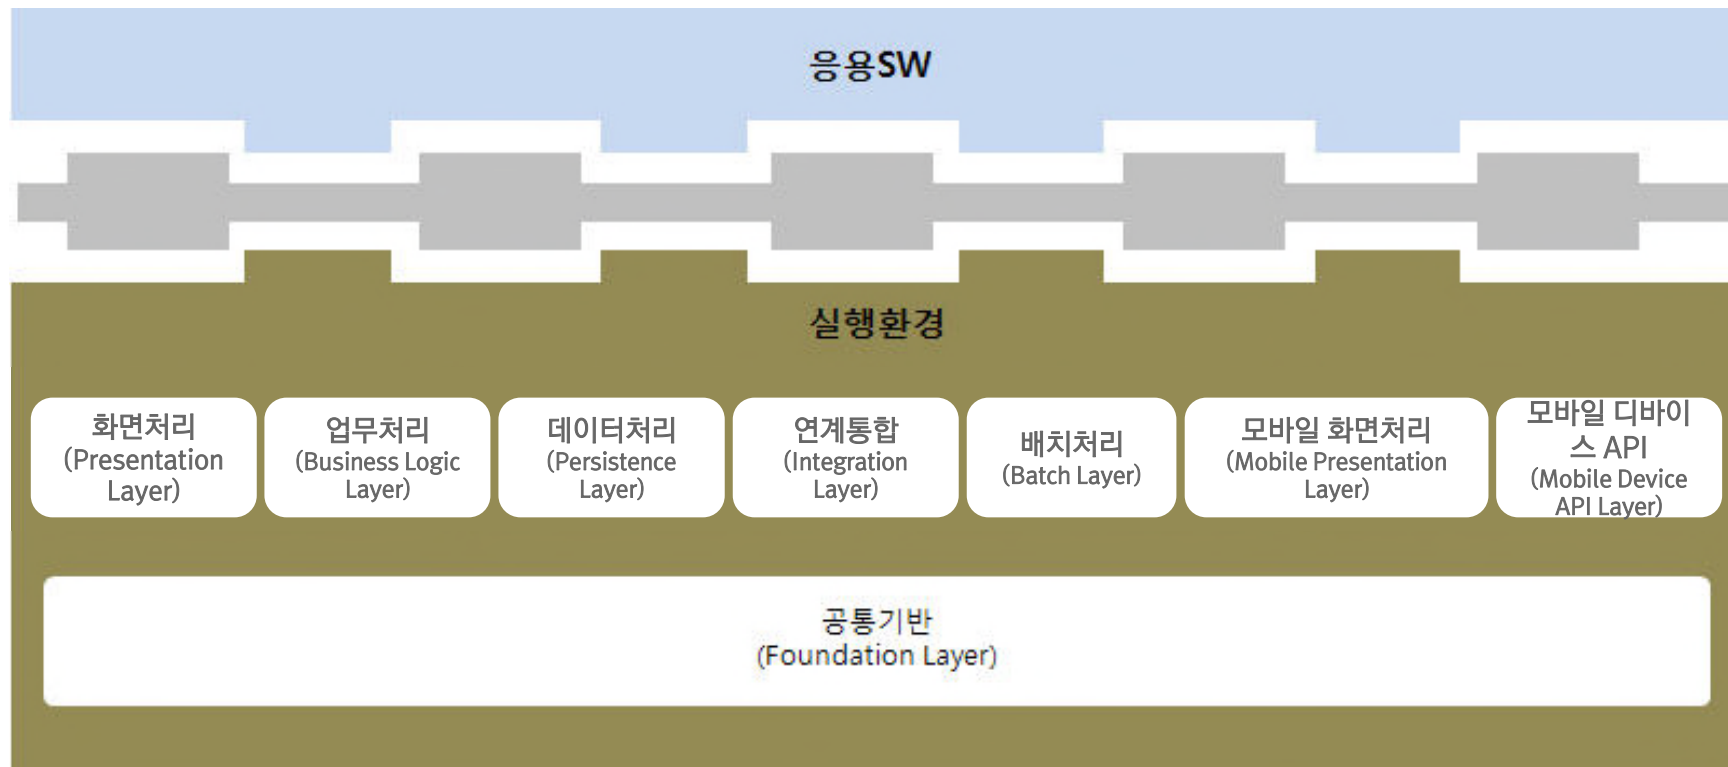 응용SW
실행환경
화면처리
(Presentation
Layer)
업무처리
(Business Logic
Layer)
데이터처리
(Persistence
Layer)
연계통합
(Integration
Layer)
배치처리
(Batch Layer)
모바일 화면처리
(Mobile Presentation
Layer)
모바일 디바이
스 API
(Mobile Device
API Layer)
공통기반
(Foundation Layer)